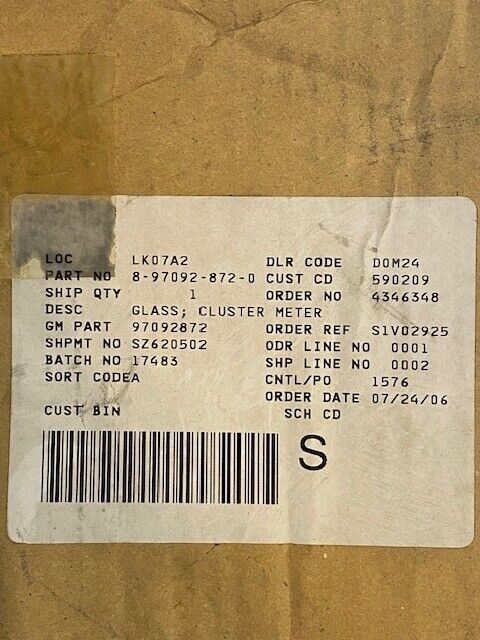 LOC LK07A2 DLR CODE DOM24
PART NO 8-97092-872-0 CUST CD 590209
SHIP QTY 1 ORDER NO 4346348
DESC GLASS; CLUSTER METER
GM PART 97092872 ORDER REF S1V02925
SHPMT NO SZ620502 ODR LINE NO 0001
BATCH NO 17483 SHP LINE NO 0002
SORT CODEA CNTL/PO 1576
ORDER DATE 07/24/06
CUST BIN SCH CD
S